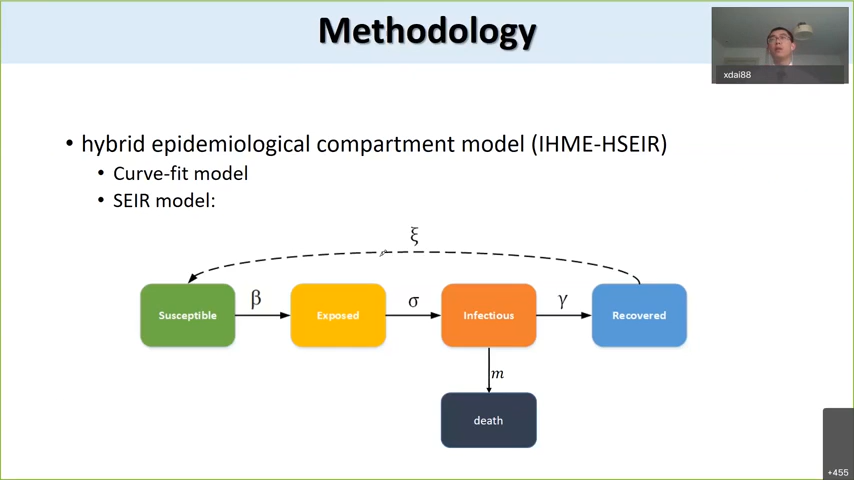 Methodology
xdai88
• hybrid epidemiological compartment model (IHME-HSEIR)
• Curve-fit model
• SEIR model:
ξ
β
σ
γ
Susceptible
Exposed
Infectious
Recovered
m
death
+455